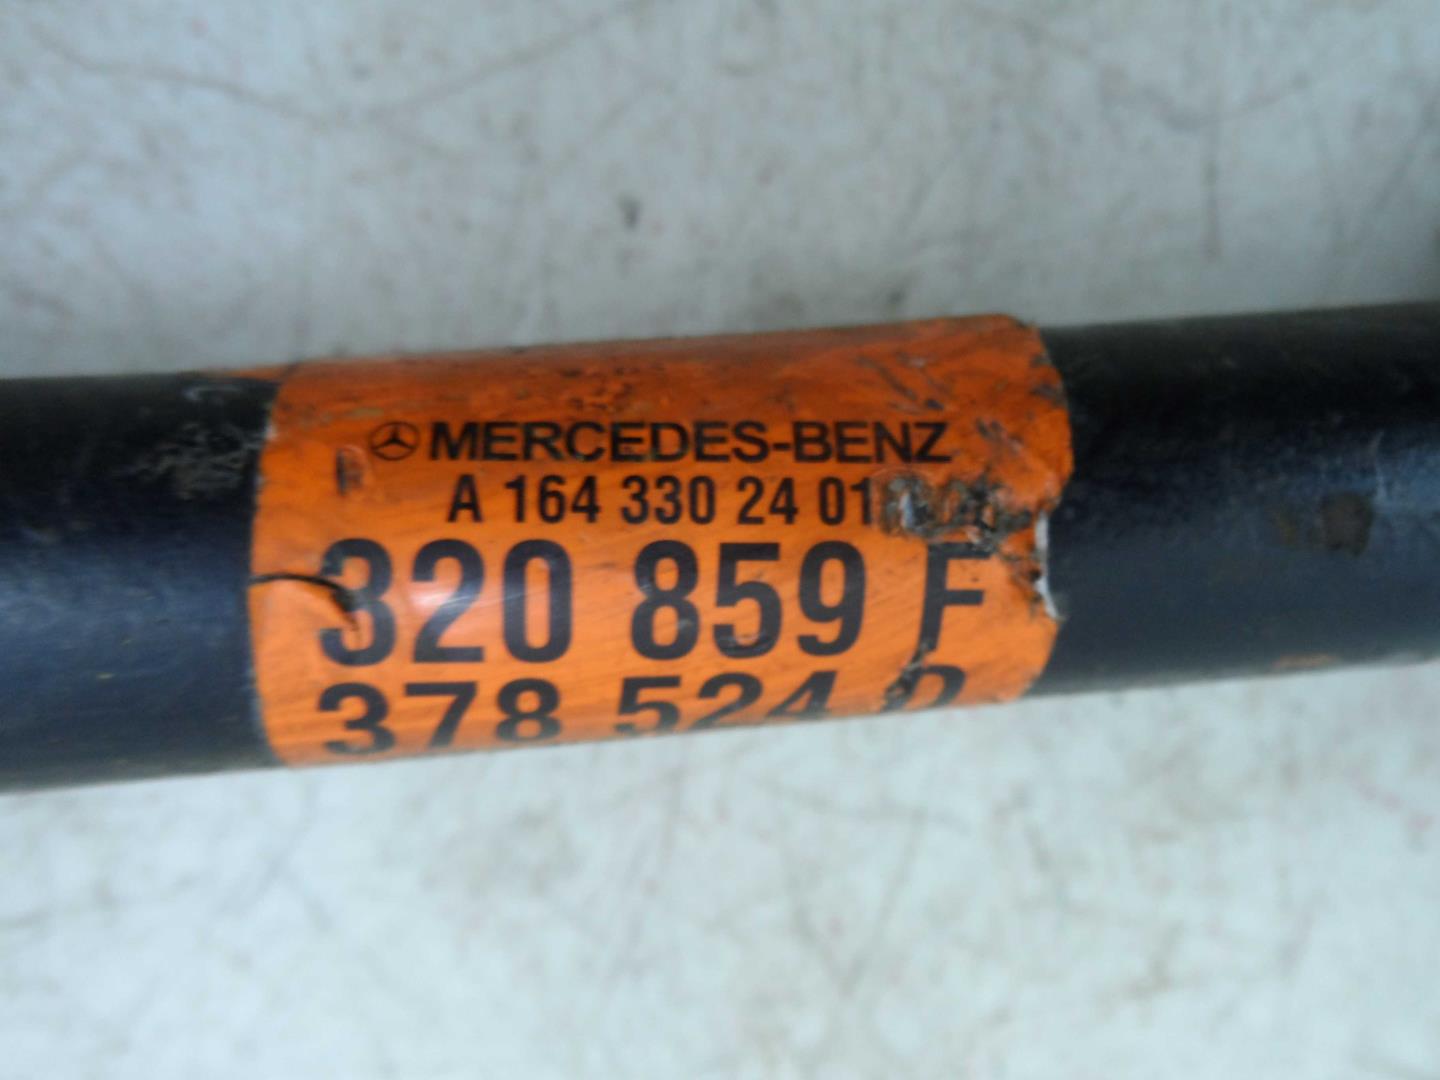 MERCEDES-BENZ
A 164 330 24 01
320 859 F
378 524